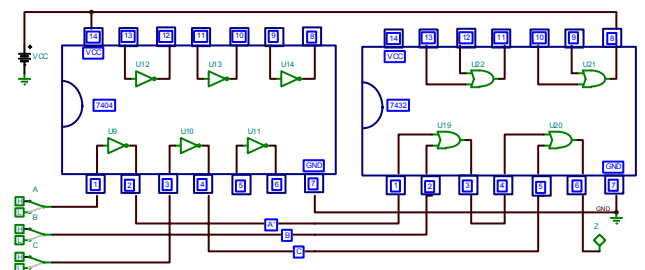 14 13 12 11 10 9 8
14 13 12 11 10 9 8
VCC
VCC
VCC
U12 U13 U14
U22 U21
7404
7432
U9 U10 U11
U19 U20
GND
GND
1 2 3 4 5 6 7
1 2 3 4 5 6 7
A
H
L
B
H
L
C
H
L
A'
B
C'
GND
Z